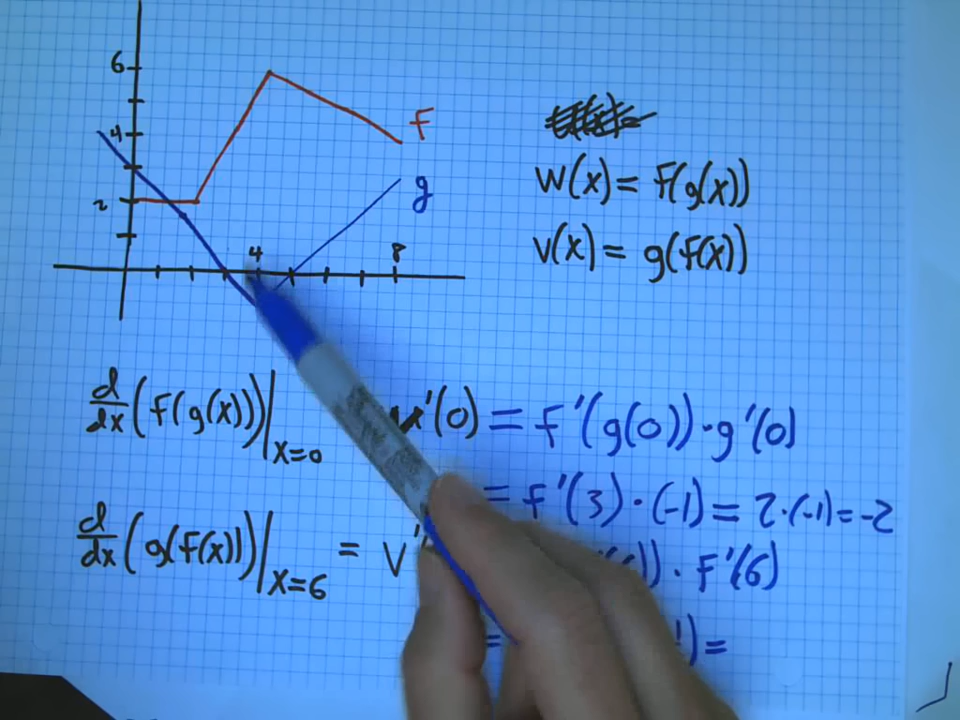 6
4
2
4
8
F
g
w(x) = f(g(x))
v(x) = g(f(x))
d/dx (f(g(x))|x=0
'(0) = f'(g(0))·g'(0)
= f'(3)·(-1) = 2·(-1) = -2
d/dx (g(f(x))|x=6 = v'
)·f'(6)
) =